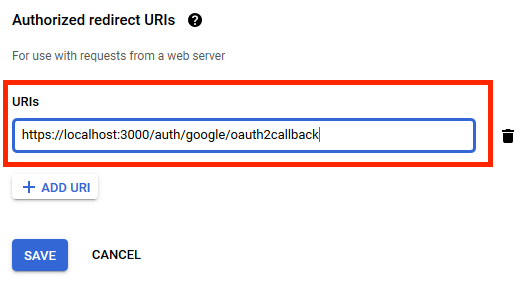 Authorized redirect URIs ?
For use with requests from a web server
URIs
https://localhost:3000/auth/google/oauth2callback
+ ADD URI
SAVE CANCEL